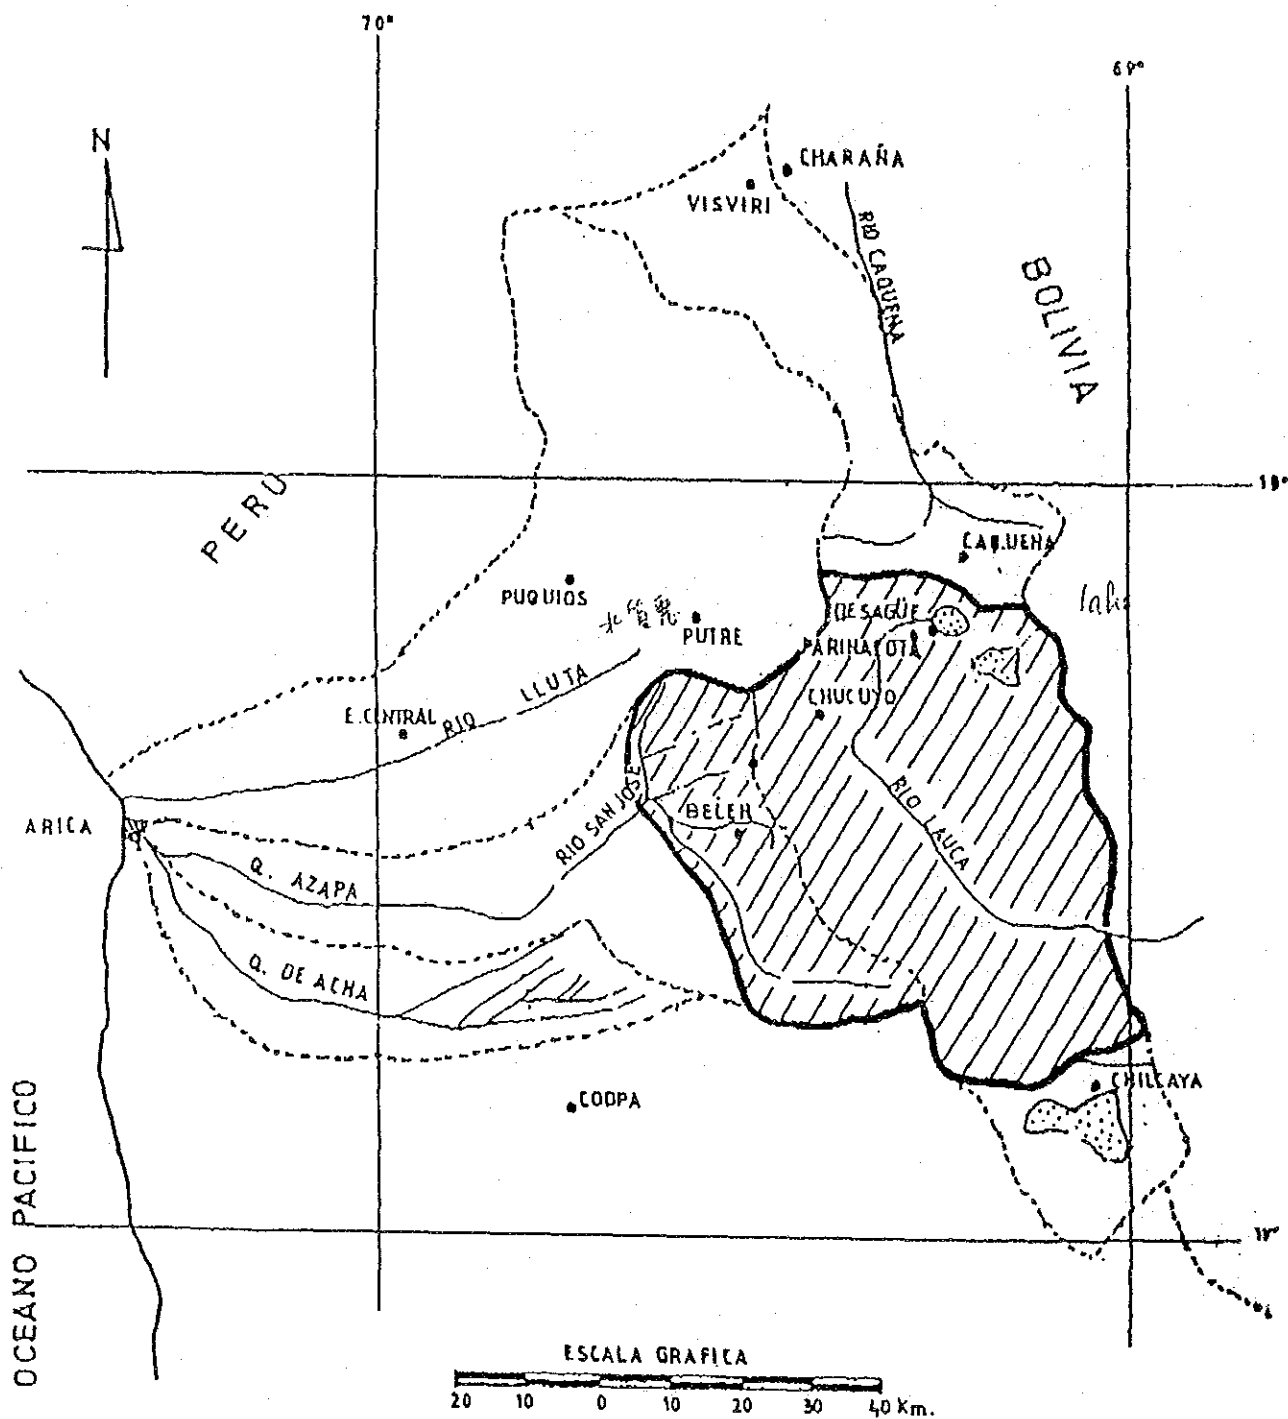 70°
69°
N
CHARAÑA
VISVIRI
RIO CAQUENA
BOLIVIA
PERU
CAQUENA
PUQUIOS
PUTRE
DESAGÜE
PARINACOTA
CHUCUYO
RIO LLUTA
E. CENTRAL
RIO SAN JOSE
BELEN
RIO LAUCA
ARICA
Q. AZAPA
Q. DE ACHA
CHILCAYA
CODPA
OCEANO PACIFICO
ESCALA GRAFICA
20 10 0 10 20 30 40 Km.